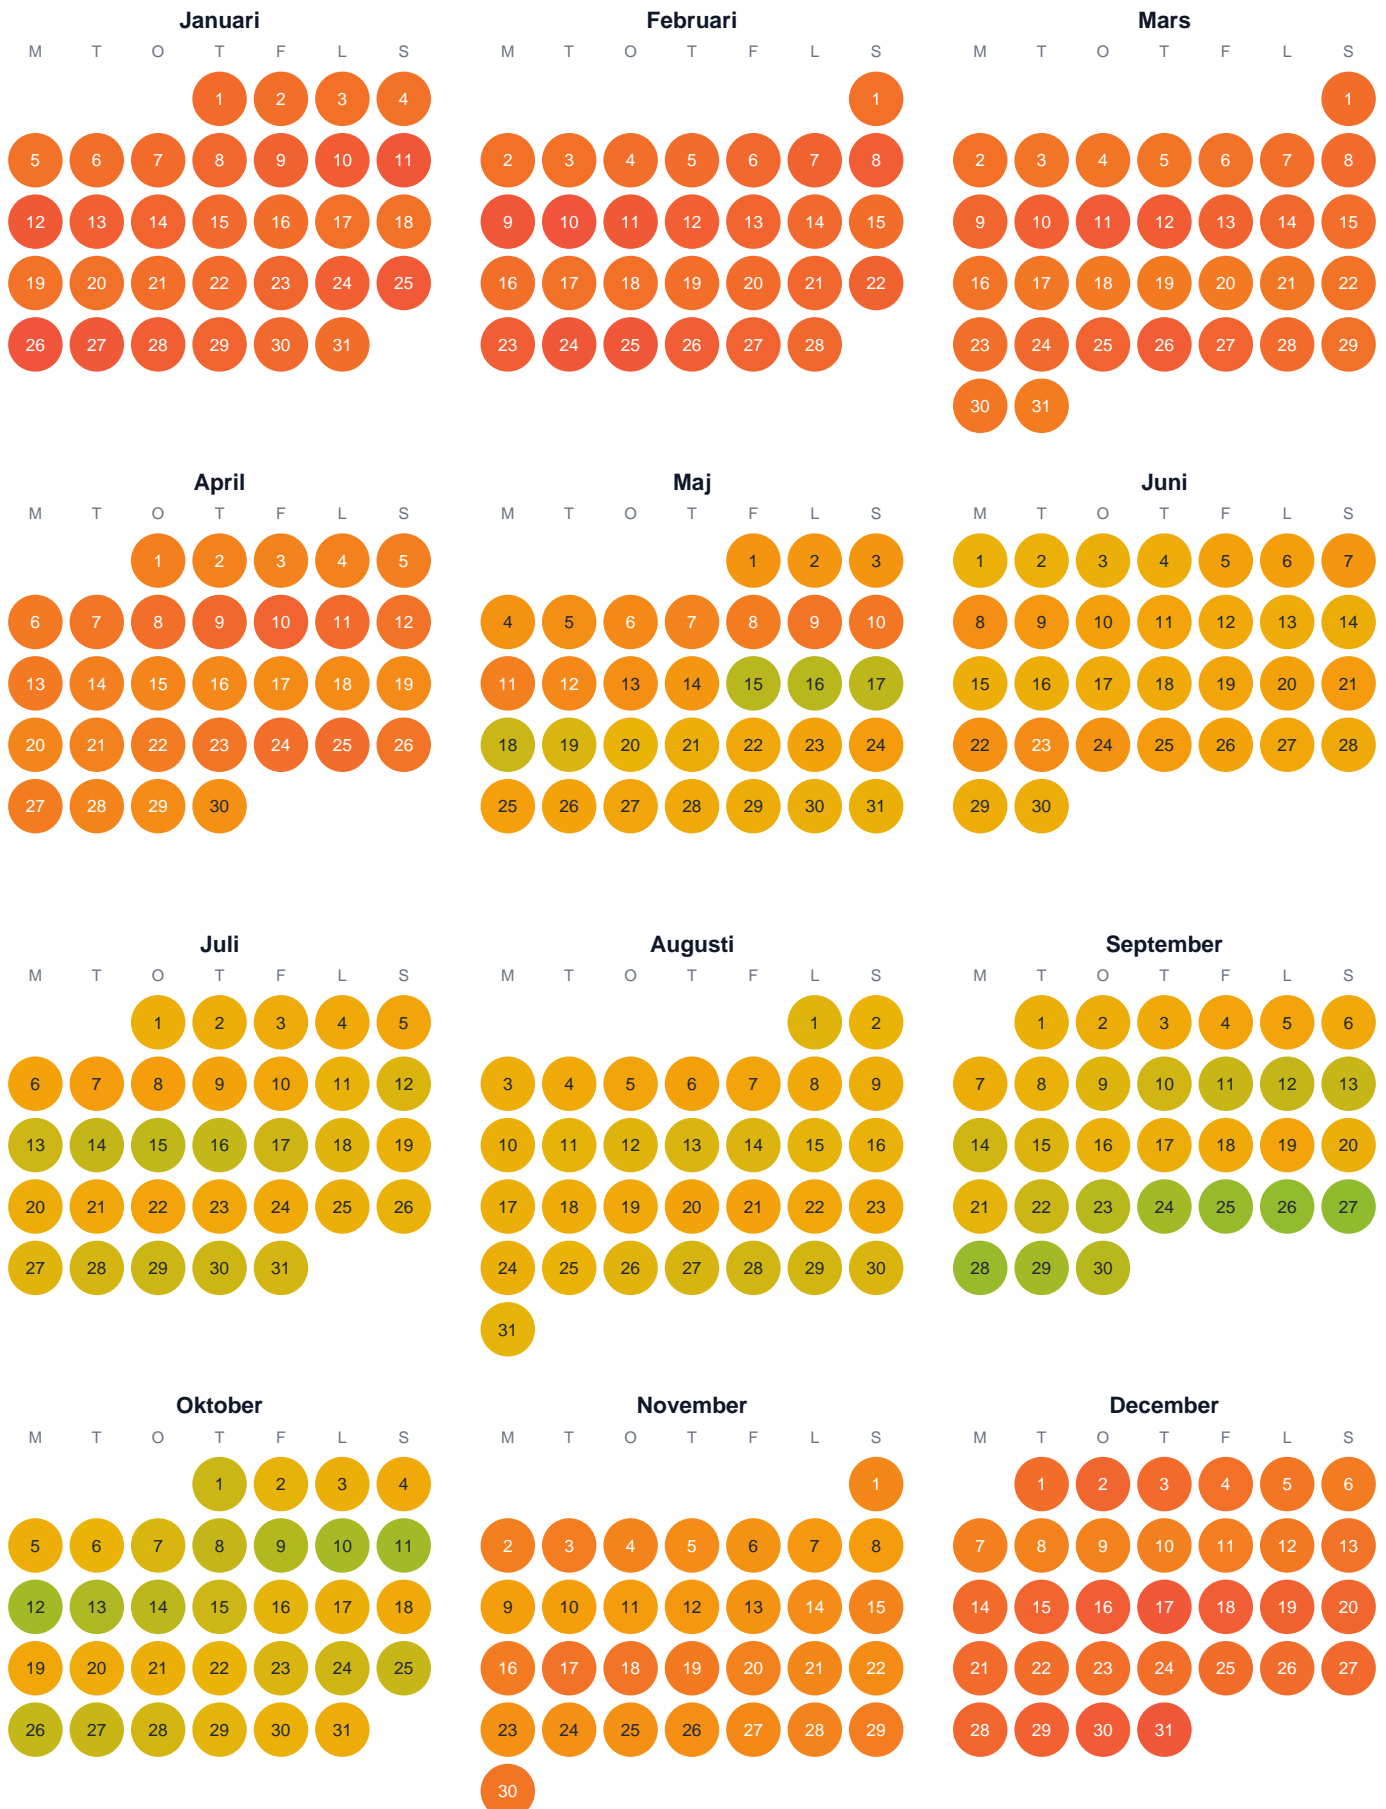 Januari
M T O T F L S
1 2 3 4
5 6 7 8 9 10 11
12 13 14 15 16 17 18
19 20 21 22 23 24 25
26 27 28 29 30 31
Februari
M T O T F L S
1
2 3 4 5 6 7 8
9 10 11 12 13 14 15
16 17 18 19 20 21 22
23 24 25 26 27 28
Mars
M T O T F L S
1
2 3 4 5 6 7 8
9 10 11 12 13 14 15
16 17 18 19 20 21 22
23 24 25 26 27 28 29
30 31
April
M T O T F L S
1 2 3 4 5
6 7 8 9 10 11 12
13 14 15 16 17 18 19
20 21 22 23 24 25 26
27 28 29 30
Maj
M T O T F L S
1 2 3
4 5 6 7 8 9 10
11 12 13 14 15 16 17
18 19 20 21 22 23 24
25 26 27 28 29 30 31
Juni
M T O T F L S
1 2 3 4 5 6 7
8 9 10 11 12 13 14
15 16 17 18 19 20 21
22 23 24 25 26 27 28
29 30
Juli
M T O T F L S
1 2 3 4 5
6 7 8 9 10 11 12
13 14 15 16 17 18 19
20 21 22 23 24 25 26
27 28 29 30 31
Augusti
M T O T F L S
1 2
3 4 5 6 7 8 9
10 11 12 13 14 15 16
17 18 19 20 21 22 23
24 25 26 27 28 29 30
31
September
M T O T F L S
1 2 3 4 5 6
7 8 9 10 11 12 13
14 15 16 17 18 19 20
21 22 23 24 25 26 27
28 29 30
Oktober
M T O T F L S
1 2 3 4
5 6 7 8 9 10 11
12 13 14 15 16 17 18
19 20 21 22 23 24 25
26 27 28 29 30 31
November
M T O T F L S
1
2 3 4 5 6 7 8
9 10 11 12 13 14 15
16 17 18 19 20 21 22
23 24 25 26 27 28 29
30
December
M T O T F L S
1 2 3 4 5 6
7 8 9 10 11 12 13
14 15 16 17 18 19 20
21 22 23 24 25 26 27
28 29 30 31